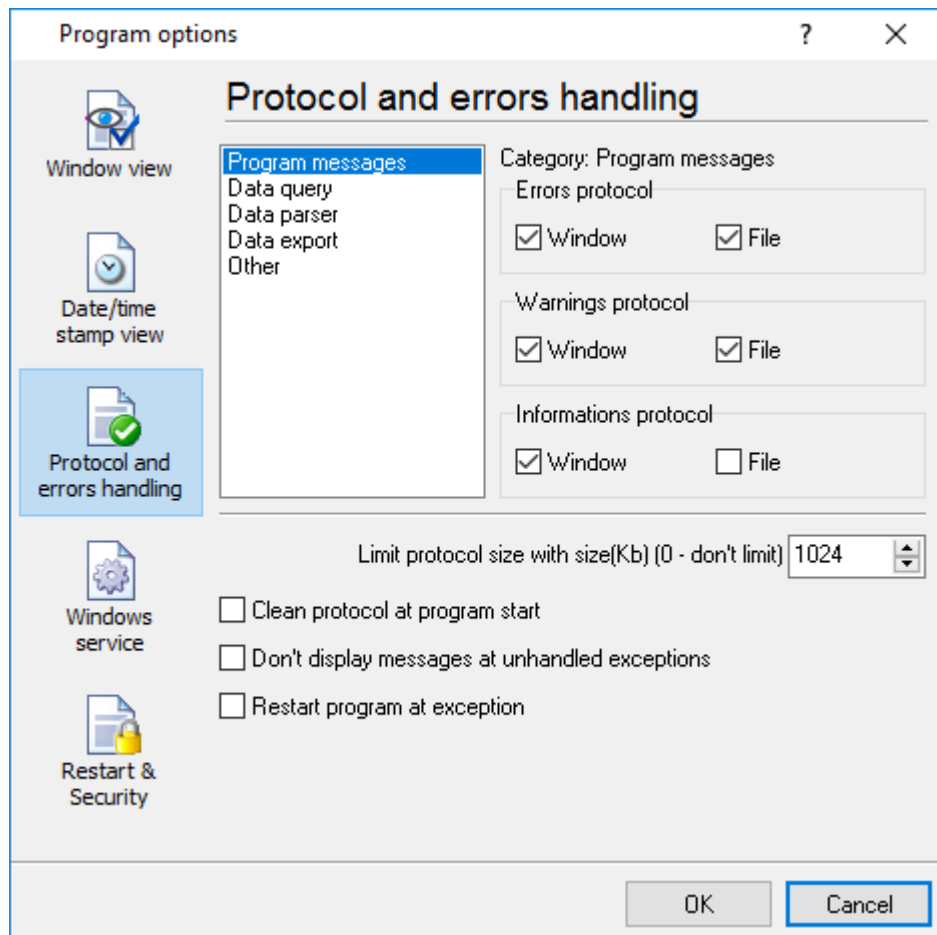 Program options
?
Window view
Date/time
stamp view
Protocol and
errors handling
Windows
service
Restart &
Security
Protocol and errors handling
Program messages
Data query
Data parser
Data export
Other
Category: Program messages
Errors protocol
Window File
Warnings protocol
Window File
Informations protocol
Window File
Limit protocol size with size(Kb) (0 - don't limit) 1024
Clean protocol at program start
Don't display messages at unhandled exceptions
Restart program at exception
OK Cancel